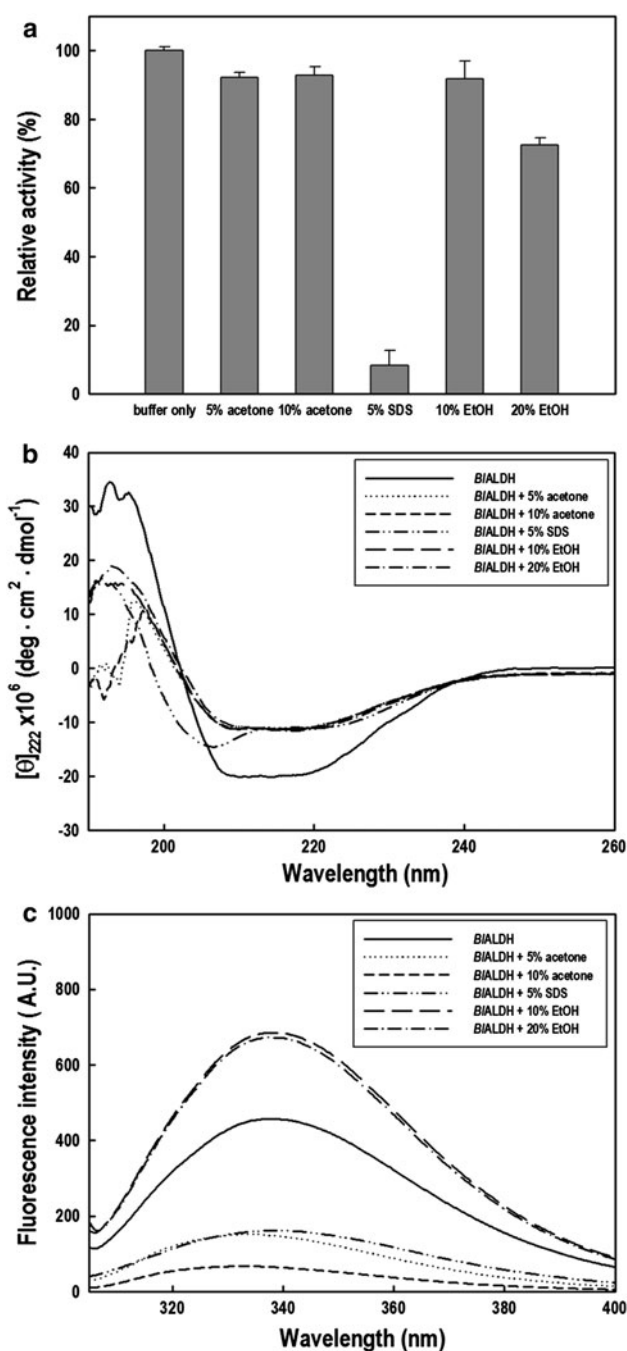 a
100
80
60
40
20
0
Relative activity (%)
buffer only 5% acetone 10% acetone 5% SDS 10% EtOH 20% EtOH
b
40
30
20
10
0
-10
-20
-30
[θ]222 x10⁶ (deg · cm² · dmol⁻¹)
BlALDH
BlALDH + 5% acetone
BlALDH + 10% acetone
BlALDH + 5% SDS
BlALDH + 10% EtOH
BlALDH + 20% EtOH
200 220 240 260
Wavelength (nm)
c
1000
800
600
400
200
0
Fluorescence intensity ( A.U.)
BlALDH
BlALDH + 5% acetone
BlALDH + 10% acetone
BlALDH + 5% SDS
BlALDH + 10% EtOH
BlALDH + 20% EtOH
320 340 360 380 400
Wavelength (nm)